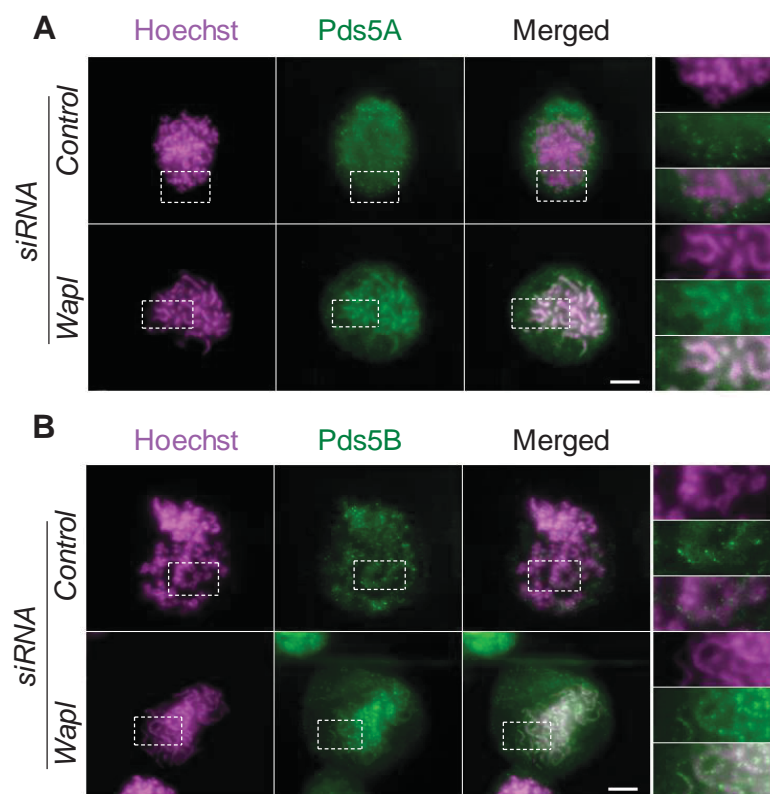 A
Hoechst Pds5A Merged
siRNA
Control
Wapl
B
Hoechst Pds5B Merged
siRNA
Control
Wapl